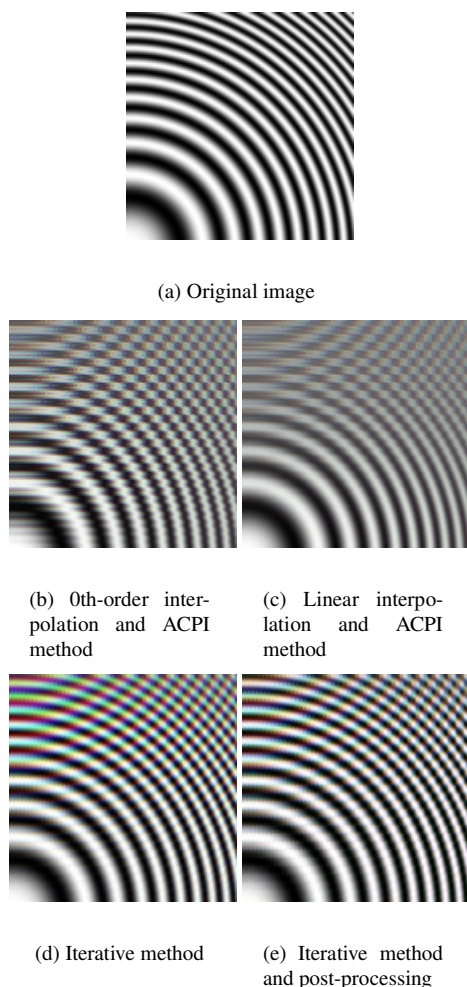 (a) Original image
(b) 0th-order inter-
polation and ACPI
method
(c) Linear interpo-
lation and ACPI
method
(d) Iterative method
(e) Iterative method
and post-processing